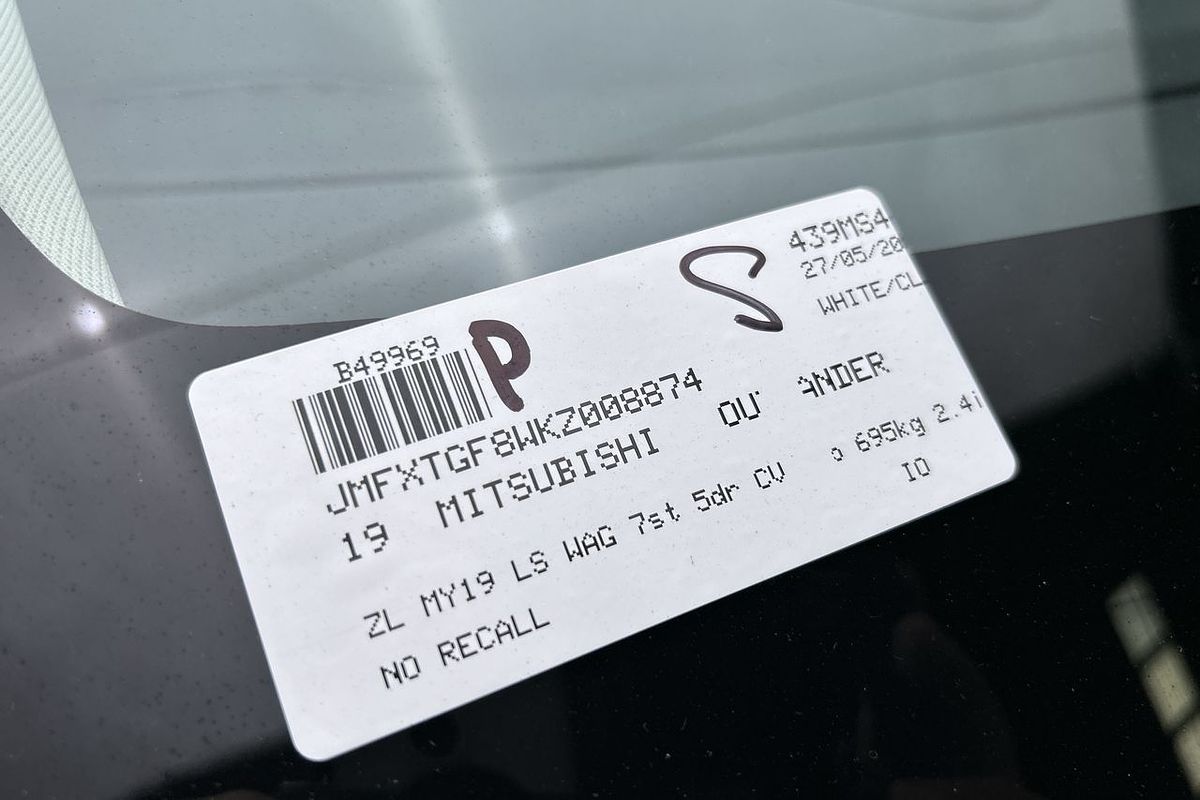 439MS4
27/05/20
WHITE/CL
S
B49969
P
JMFXTGF8WKZ008874
19 MITSUBISHI OU ANDER
ZL MY19 LS WAG 7st 5dr CV 695kg 2.4i
NO RECALL IO